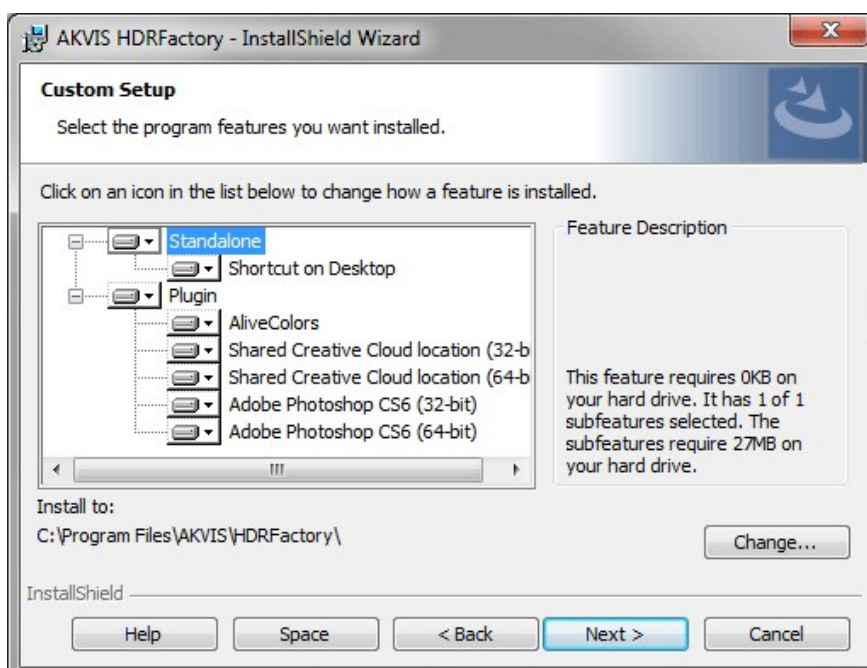 AKVIS HDRFactory - InstallShield Wizard
Custom Setup
Select the program features you want installed.
Click on an icon in the list below to change how a feature is installed.
Standalone
Shortcut on Desktop
Plugin
AliveColors
Shared Creative Cloud location (32-b
Shared Creative Cloud location (64-b
Adobe Photoshop CS6 (32-bit)
Adobe Photoshop CS6 (64-bit)
Feature Description
This feature requires 0KB on
your hard drive. It has 1 of 1
subfeatures selected. The
subfeatures require 27MB on
your hard drive.
Install to:
C:\Program Files\AKVIS\HDRFactory\
Change...
InstallShield
Help
Space
< Back
Next >
Cancel